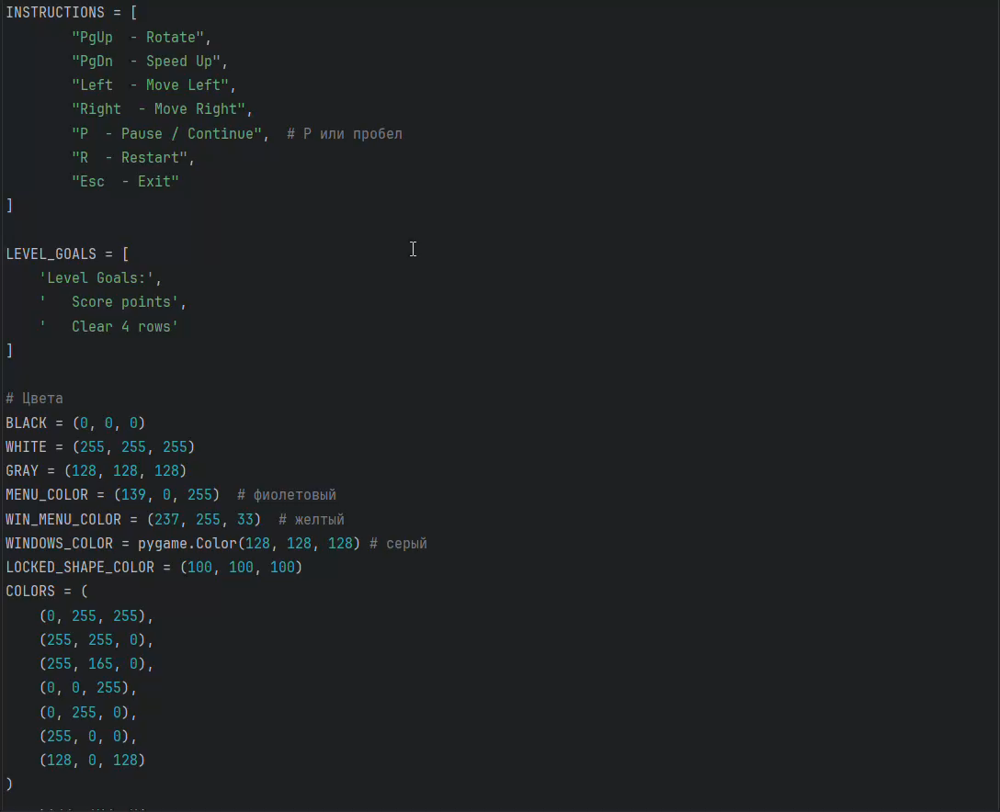 INSTRUCTIONS = [
        "PgUp  - Rotate",
        "PgDn  - Speed Up",
        "Left  - Move Left",
        "Right  - Move Right",
        "P  - Pause / Continue",  # P или пробел
        "R  - Restart",
        "Esc  - Exit"
]
LEVEL_GOALS = [
    'Level Goals:',
    '   Score points',
    '   Clear 4 rows'
]
# Цвета
BLACK = (0, 0, 0)
WHITE = (255, 255, 255)
GRAY = (128, 128, 128)
MENU_COLOR = (139, 0, 255)  # фиолетовый
WIN_MENU_COLOR = (237, 255, 33)  # желтый
WINDOWS_COLOR = pygame.Color(128, 128, 128) # серый
LOCKED_SHAPE_COLOR = (100, 100, 100)
COLORS = (
    (0, 255, 255),
    (255, 255, 0),
    (255, 165, 0),
    (0, 0, 255),
    (0, 255, 0),
    (255, 0, 0),
    (128, 0, 128)
)